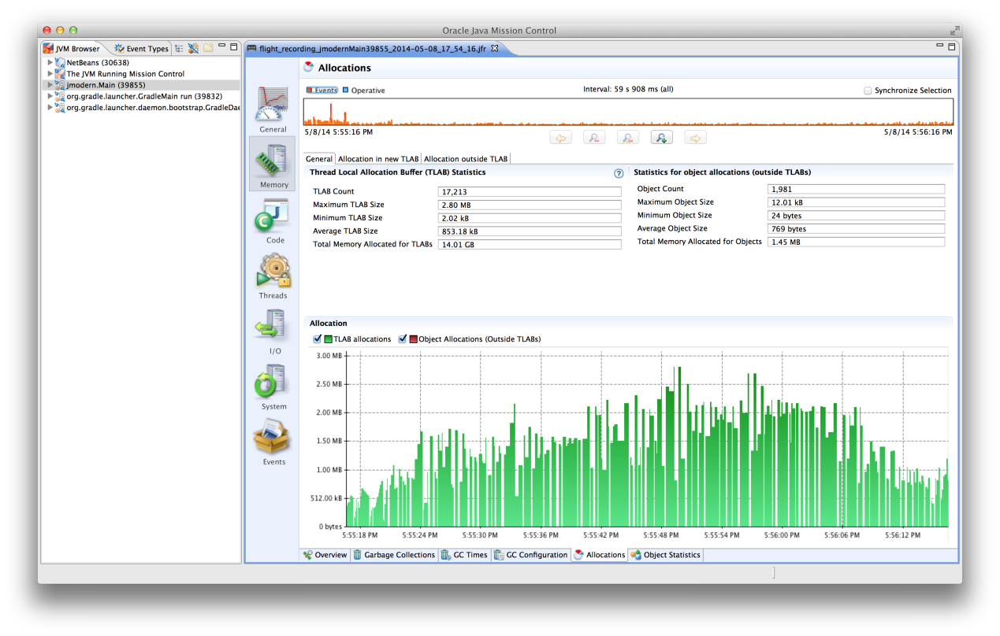 Oracle Java Mission Control
JVM Browser
Event Types
NetBeans (30638)
The JVM Running Mission Control
jmodern.Main (39855)
org.gradle.launcher.GradleMain run (39832)
org.gradle.launcher.daemon.bootstrap.GradleDae
flight_recording_jmodernMain39855_2014-05-08_17_54_16.jfr
General
Memory
Code
Threads
I/O
System
Events
Allocations
Events Operative
Interval: 59 s 908 ms (all)
Synchronize Selection
5/8/14 5:55:16 PM
5/8/14 5:56:16 PM
General Allocation in new TLAB Allocation outside TLAB
Thread Local Allocation Buffer (TLAB) Statistics
?
TLAB Count 17,213
Maximum TLAB Size 2.80 MB
Minimum TLAB Size 2.02 kB
Average TLAB Size 853.18 kB
Total Memory Allocated for TLABs 14.01 GB
Statistics for object allocations (outside TLABs)
Object Count 1,981
Maximum Object Size 12.01 kB
Minimum Object Size 24 bytes
Average Object Size 769 bytes
Total Memory Allocated for Objects 1.45 MB
Allocation
TLAB allocations Object Allocations (Outside TLABs)
3.00 MB
2.50 MB
2.00 MB
1.50 MB
1.00 MB
512.00 kB
0 bytes
5:55:18 PM 5:55:24 PM 5:55:30 PM 5:55:36 PM 5:55:42 PM 5:55:48 PM 5:55:54 PM 5:56:00 PM 5:56:06 PM 5:56:12 PM
Overview Garbage Collections GC Times GC Configuration Allocations Object Statistics